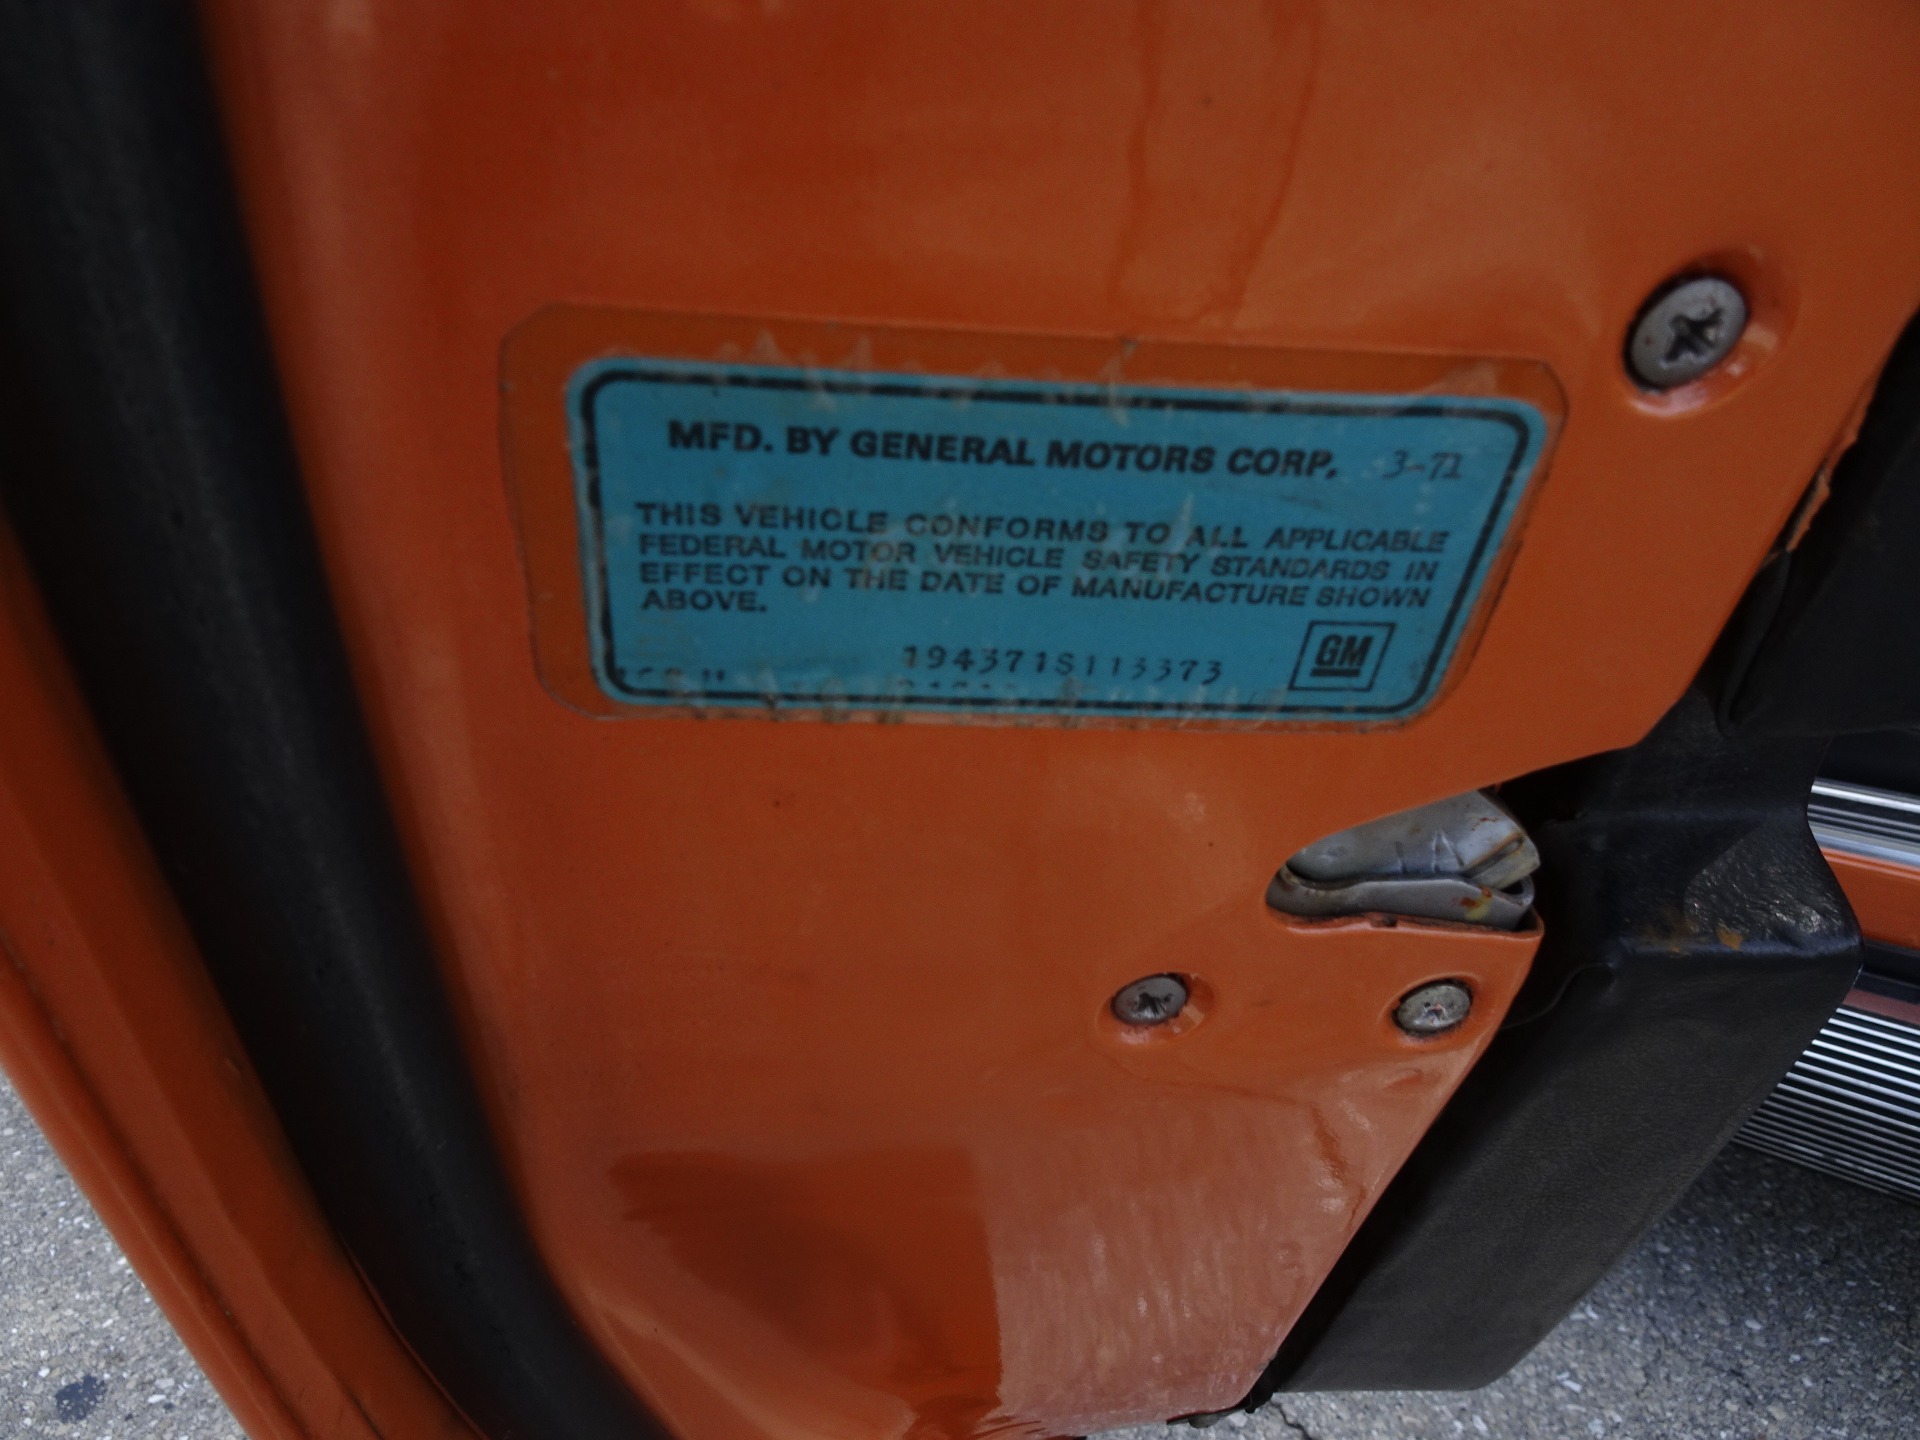 MFD. BY GENERAL MOTORS CORP. 3-71
THIS VEHICLE CONFORMS TO ALL APPLICABLE
FEDERAL MOTOR VEHICLE SAFETY STANDARDS IN
EFFECT ON THE DATE OF MANUFACTURE SHOWN
ABOVE.
194371S113373
GM